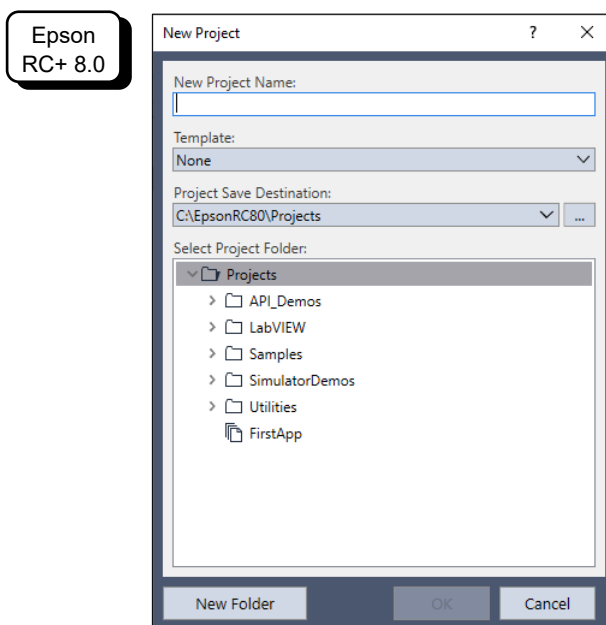 Epson
RC+ 8.0
New Project
?
New Project Name:
Template:
None
Project Save Destination:
C:\EpsonRC80\Projects
...
Select Project Folder:
Projects
API_Demos
LabVIEW
Samples
SimulatorDemos
Utilities
FirstApp
New Folder OK Cancel